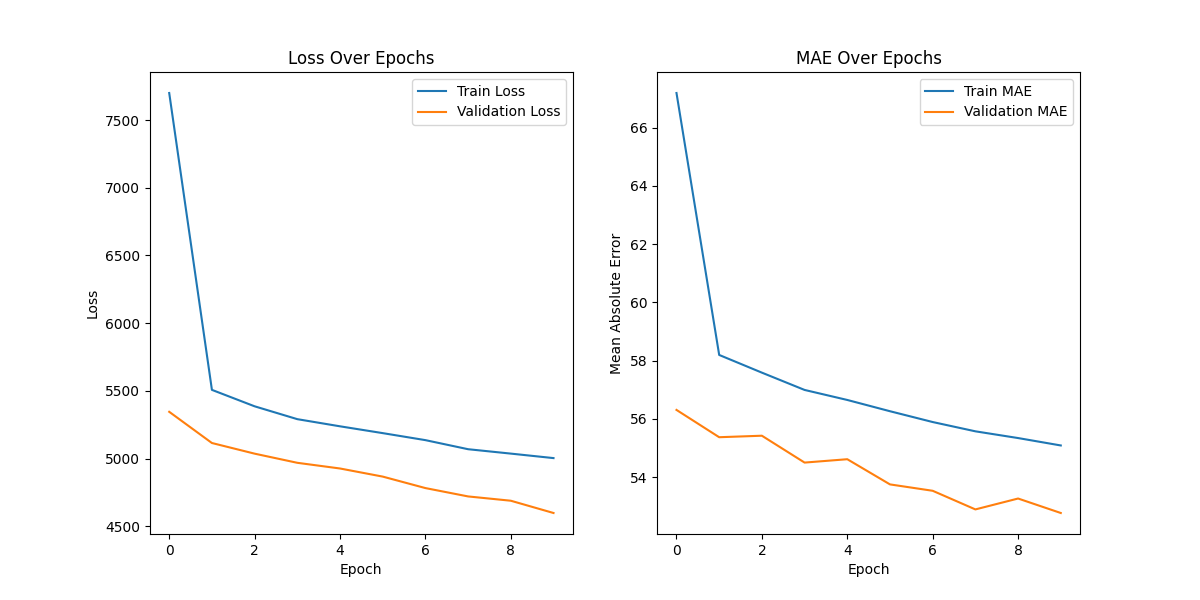 Loss Over Epochs
Train Loss
Validation Loss
7500
7000
6500
6000
5500
5000
4500
Loss
0 2 4 6 8
Epoch
MAE Over Epochs
Train MAE
Validation MAE
66
64
62
60
58
56
54
Mean Absolute Error
0 2 4 6 8
Epoch